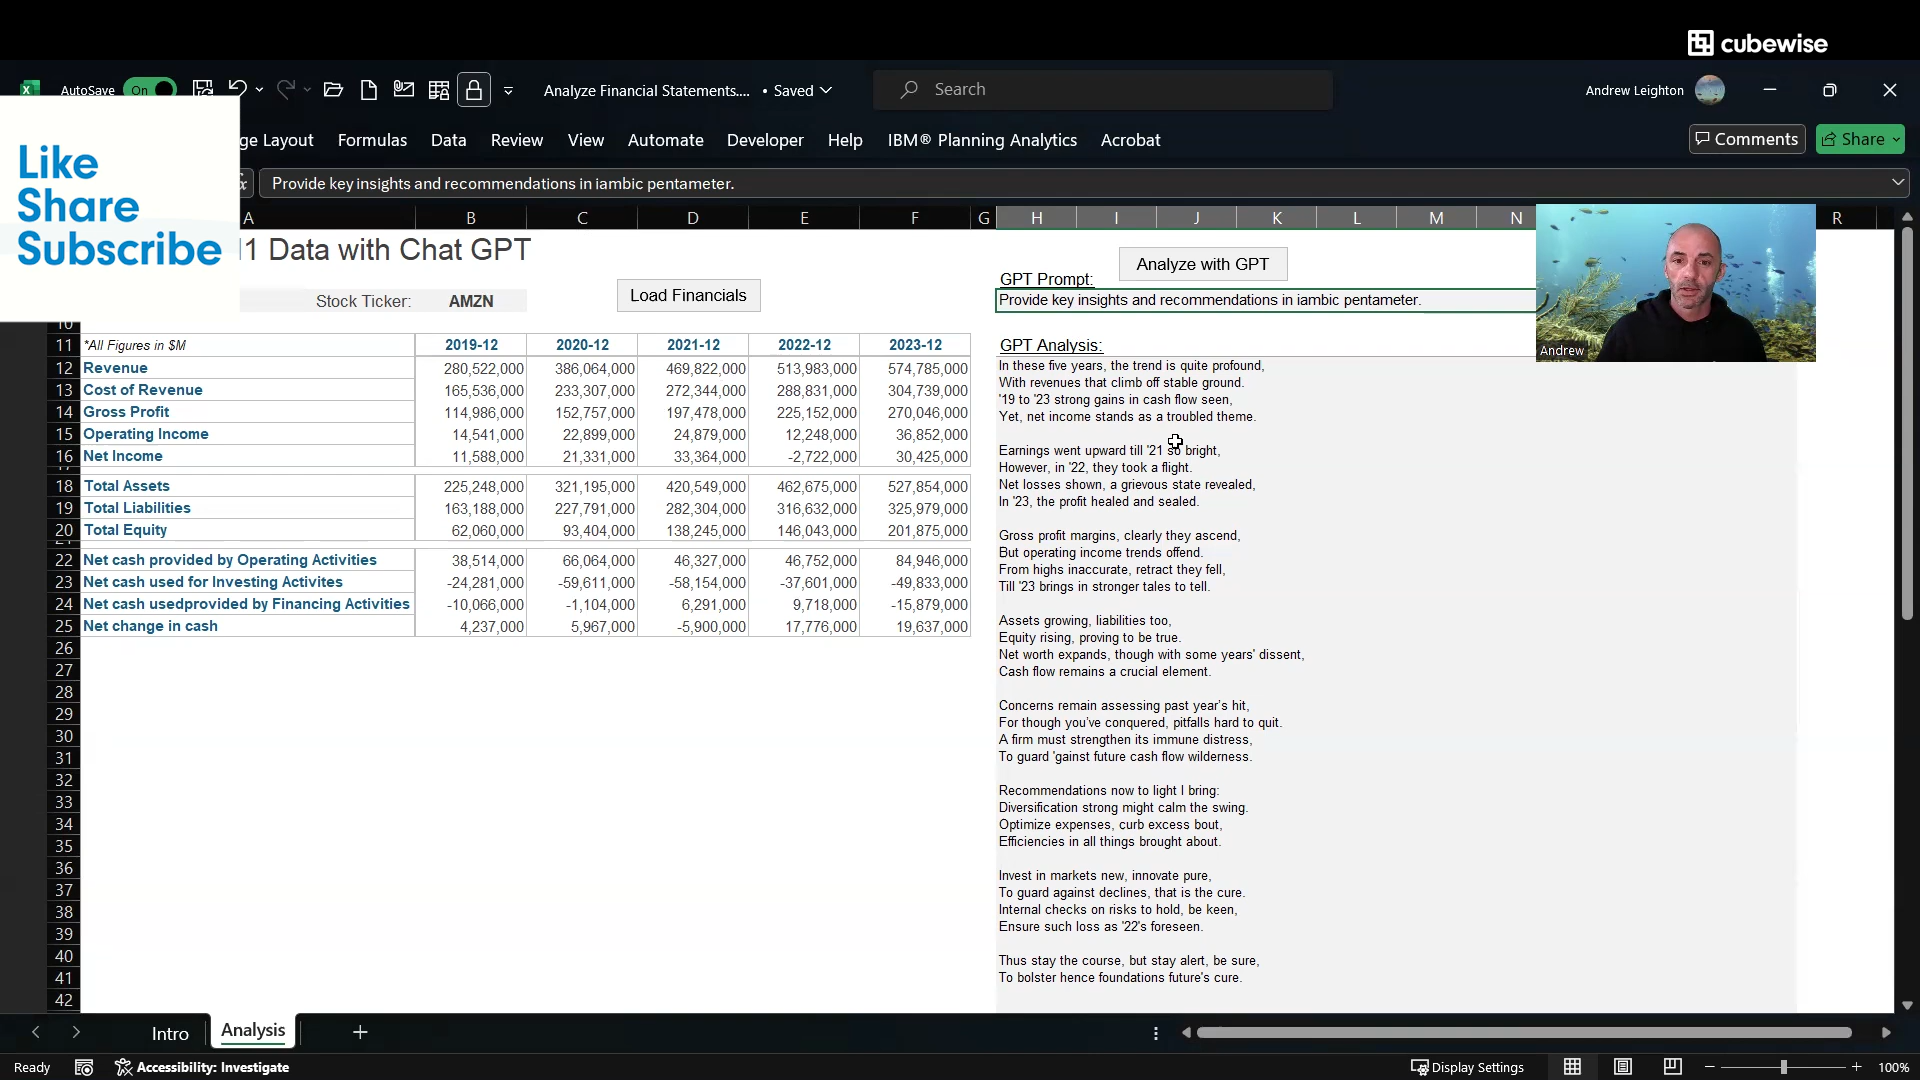 cubewise
AutoSave On Analyze Financial Statements.... • Saved Search Andrew Leighton
ge Layout Formulas Data Review View Automate Developer Help IBM® Planning Analytics Acrobat Comments Share
Like
Share
Subscribe
Provide key insights and recommendations in iambic pentameter.
A B C D E F G H I J K L M N R
1 Data with Chat GPT
Stock Ticker: AMZN Load Financials
Analyze with GPT
GPT Prompt:
Provide key insights and recommendations in iambic pentameter.
10
11 *All Figures in $M 2019-12 2020-12 2021-12 2022-12 2023-12
12 Revenue 280,522,000 386,064,000 469,822,000 513,983,000 574,785,000
13 Cost of Revenue 165,536,000 233,307,000 272,344,000 288,831,000 304,739,000
14 Gross Profit 114,986,000 152,757,000 197,478,000 225,152,000 270,046,000
15 Operating Income 14,541,000 22,899,000 24,879,000 12,248,000 36,852,000
16 Net Income 11,588,000 21,331,000 33,364,000 -2,722,000 30,425,000
18 Total Assets 225,248,000 321,195,000 420,549,000 462,675,000 527,854,000
19 Total Liabilities 163,188,000 227,791,000 282,304,000 316,632,000 325,979,000
20 Total Equity 62,060,000 93,404,000 138,245,000 146,043,000 201,875,000
22 Net cash provided by Operating Activities 38,514,000 66,064,000 46,327,000 46,752,000 84,946,000
23 Net cash used for Investing Activites -24,281,000 -59,611,000 -58,154,000 -37,601,000 -49,833,000
24 Net cash usedprovided by Financing Activities -10,066,000 -1,104,000 6,291,000 9,718,000 -15,879,000
25 Net change in cash 4,237,000 5,967,000 -5,900,000 17,776,000 19,637,000
26
27
28
29
30
31
32
33
34
35
36
37
38
39
40
41
42
GPT Analysis:
In these five years, the trend is quite profound,
With revenues that climb off stable ground.
'19 to '23 strong gains in cash flow seen,
Yet, net income stands as a troubled theme.
Earnings went upward till '21 so bright,
However, in '22, they took a flight.
Net losses shown, a grievous state revealed,
In '23, the profit healed and sealed.
Gross profit margins, clearly they ascend,
But operating income trends offend.
From highs inaccurate, retract they fell,
Till '23 brings in stronger tales to tell.
Assets growing, liabilities too,
Equity rising, proving to be true.
Net worth expands, though with some years' dissent,
Cash flow remains a crucial element.
Concerns remain assessing past year's hit,
For though you've conquered, pitfalls hard to quit.
A firm must strengthen its immune distress,
To guard 'gainst future cash flow wilderness.
Recommendations now to light I bring:
Diversification strong might calm the swing.
Optimize expenses, curb excess bout,
Efficiencies in all things brought about.
Invest in markets new, innovate pure,
To guard against declines, that is the cure.
Internal checks on risks to hold, be keen,
Ensure such loss as '22's foreseen.
Thus stay the course, but stay alert, be sure,
To bolster hence foundations future's cure.
Andrew
Intro Analysis
Ready Accessibility: Investigate Display Settings 100%